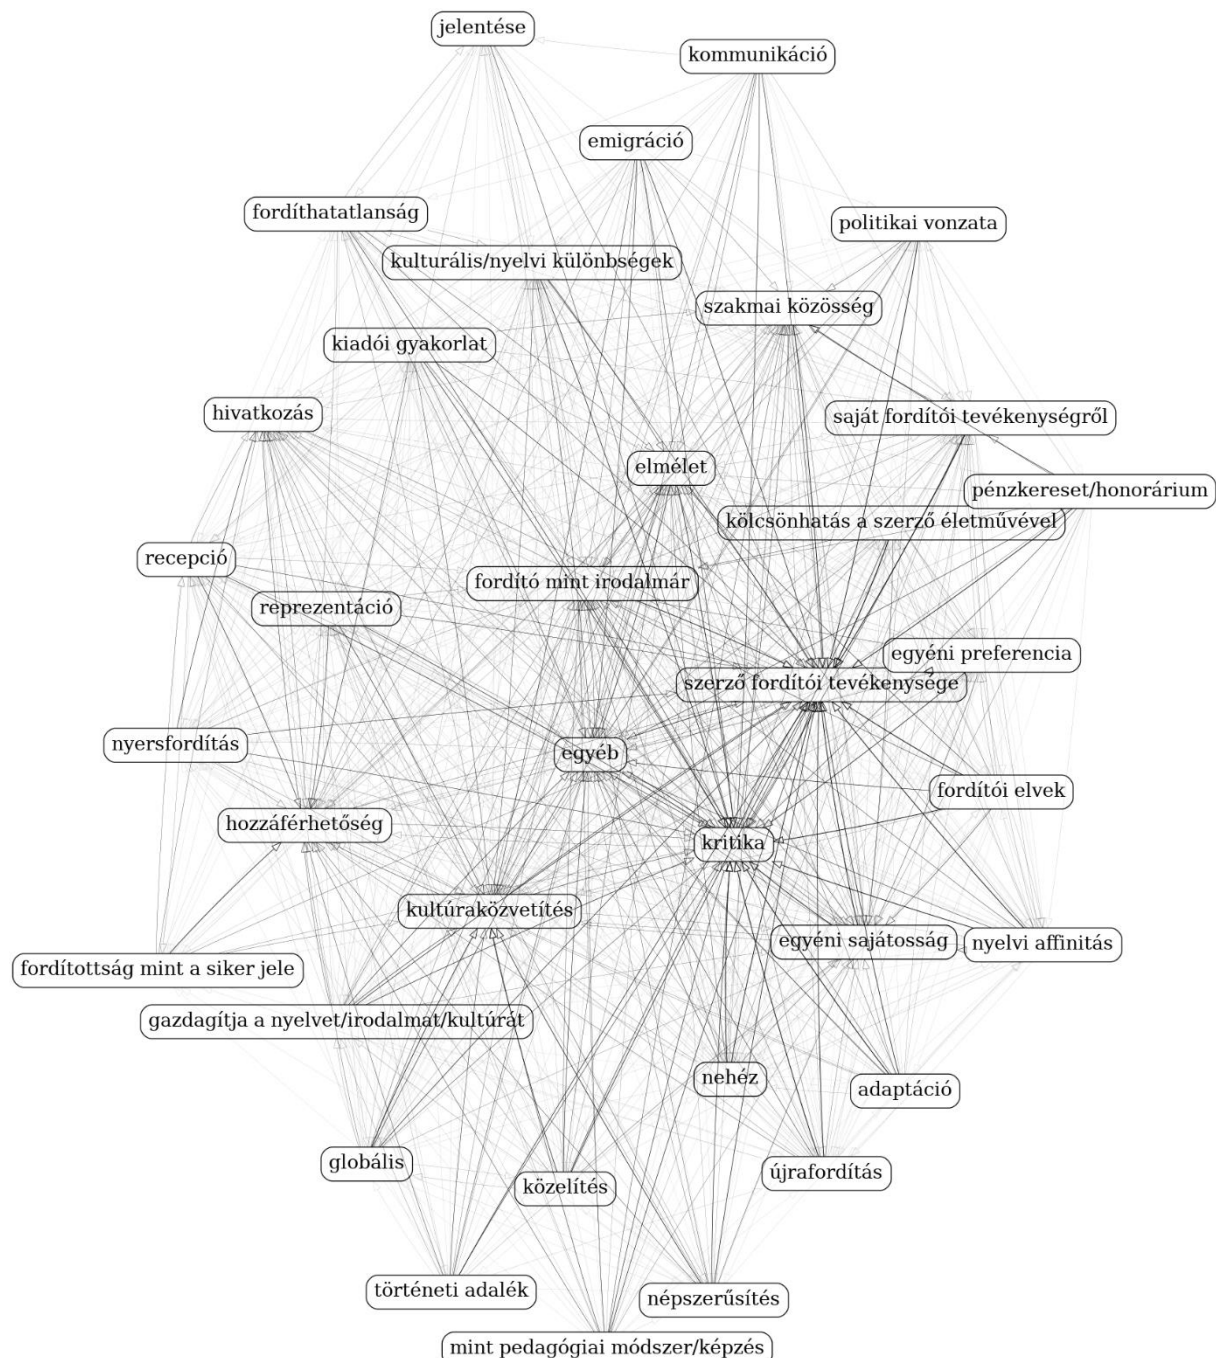 jelentése
kommunikáció
emigráció
fordíthatatlanság
politikai vonzata
kulturális/nyelvi különbségek
szakmai közösség
kiadói gyakorlat
hivatkozás
saját fordítói tevékenységről
elmélet
pénzkereset/honorárium
kölcsönhatás a szerző életművével
recepció
fordító mint irodalmár
reprezentáció
egyéni preferencia
szerző fordítói tevékenysége
nyersfordítás
egyéb
fordítói elvek
hozzáférhetőség
kritika
kultúraközvetítés
egyéni sajátosság
nyelvi affinitás
fordítottság mint a siker jele
gazdagítja a nyelvet/irodalmat/kultúrát
nehéz
adaptáció
globális
közelítés
újrafordítás
történeti adalék
népszerűsítés
mint pedagógiai módszer/képzés